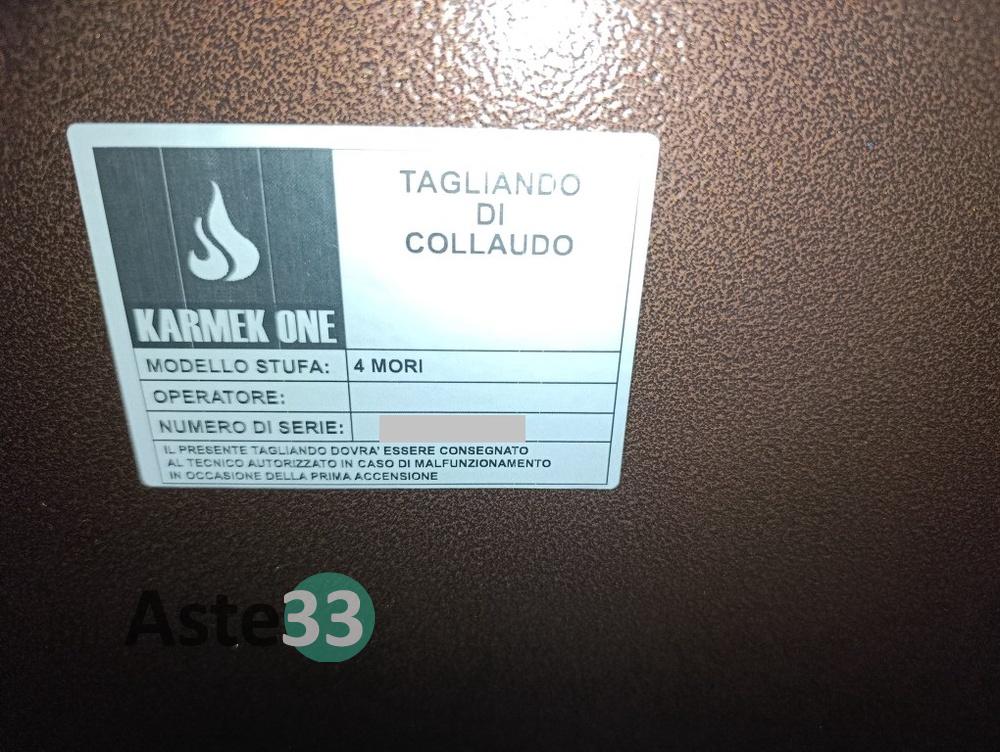 TAGLIANDO
DI
COLLAUDO
KARMEK ONE
MODELLO STUFA: 4 MORI
OPERATORE:
NUMERO DI SERIE:
IL PRESENTE TAGLIANDO DOVRA' ESSERE CONSEGNATO
AL TECNICO AUTORIZZATO IN CASO DI MALFUNZIONAMENTO
IN OCCASIONE DELLA PRIMA ACCENSIONE
Aste33